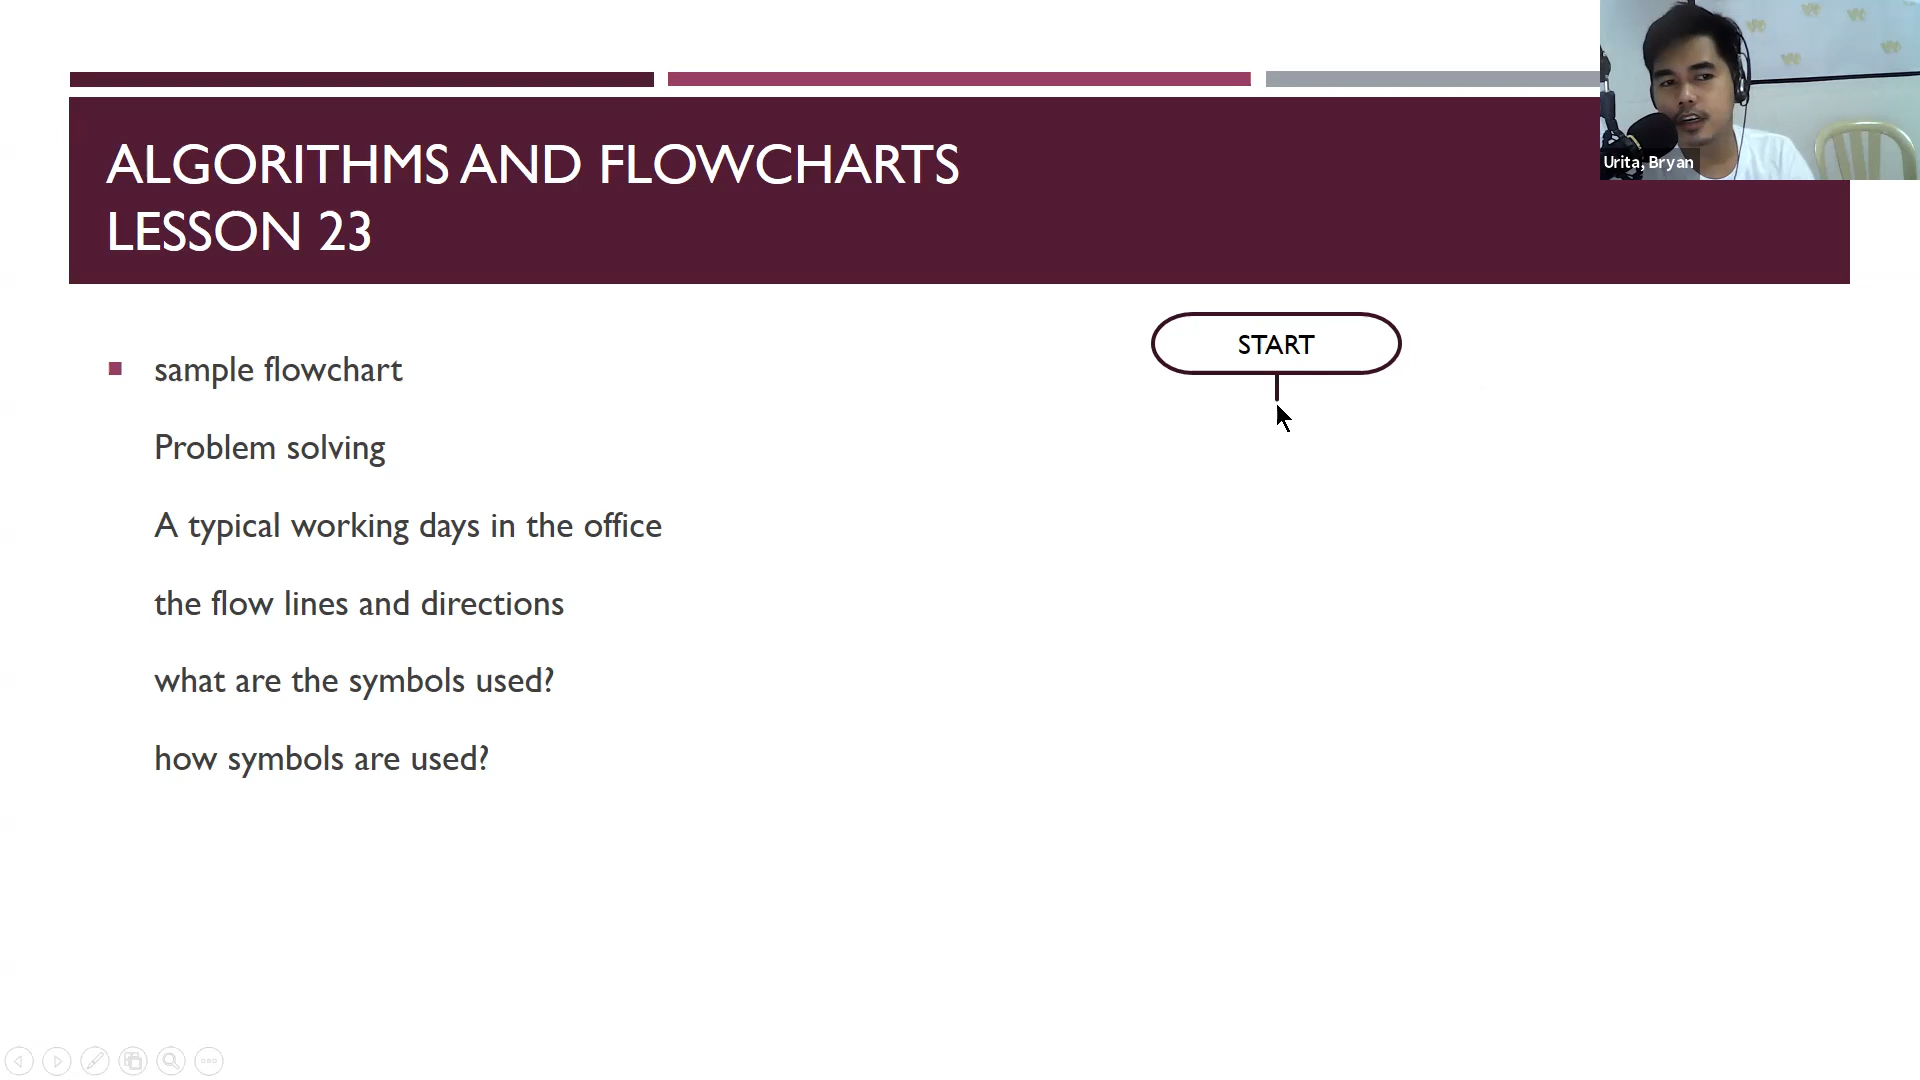 ALGORITHMS AND FLOWCHARTS
LESSON 23
Urita, Bryan
START
sample flowchart
Problem solving
A typical working days in the office
the flow lines and directions
what are the symbols used?
how symbols are used?